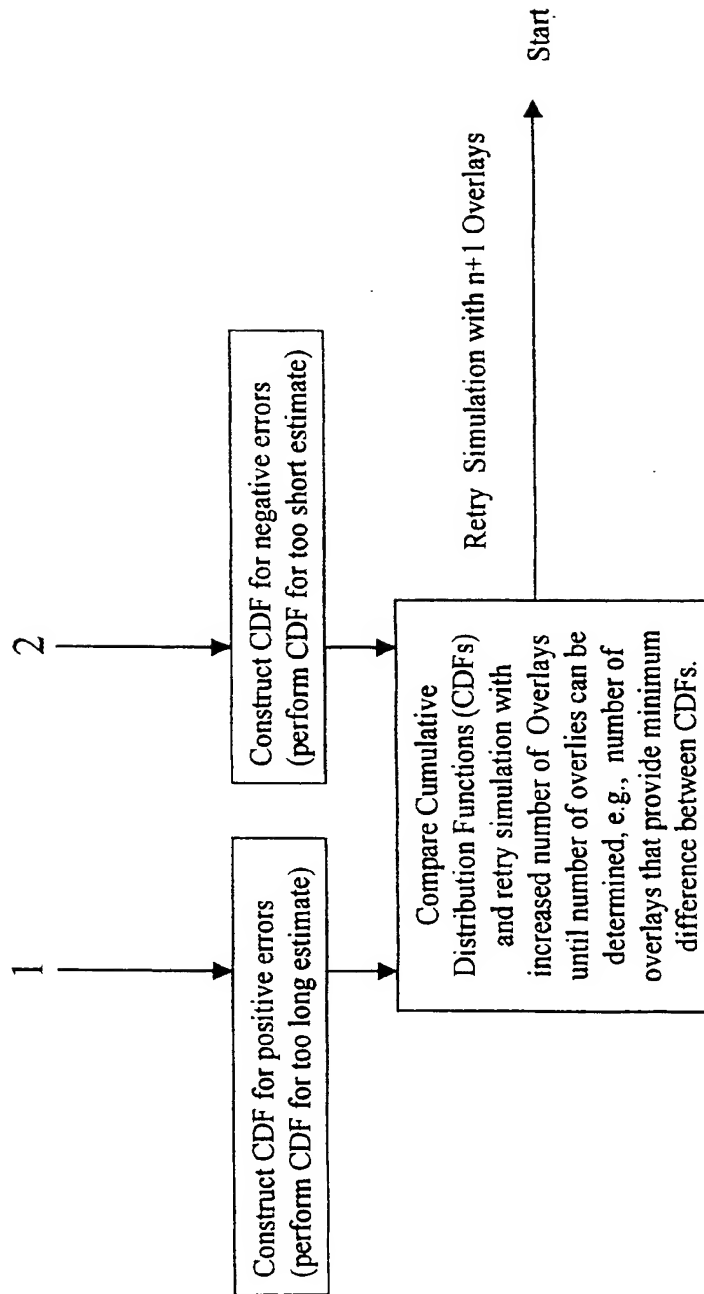 1
2
Construct CDF for positive errors
(perform CDF for too long estimate)
Construct CDF for negative errors
(perform CDF for too short estimate)
Compare Cumulative
Distribution Functions (CDFs)
and retry simulation with
increased number of Overlays
until number of overlies can be
determined, e.g., number of
overlays that provide minimum
difference between CDFs.
Retry Simulation with n+1 Overlays
Start